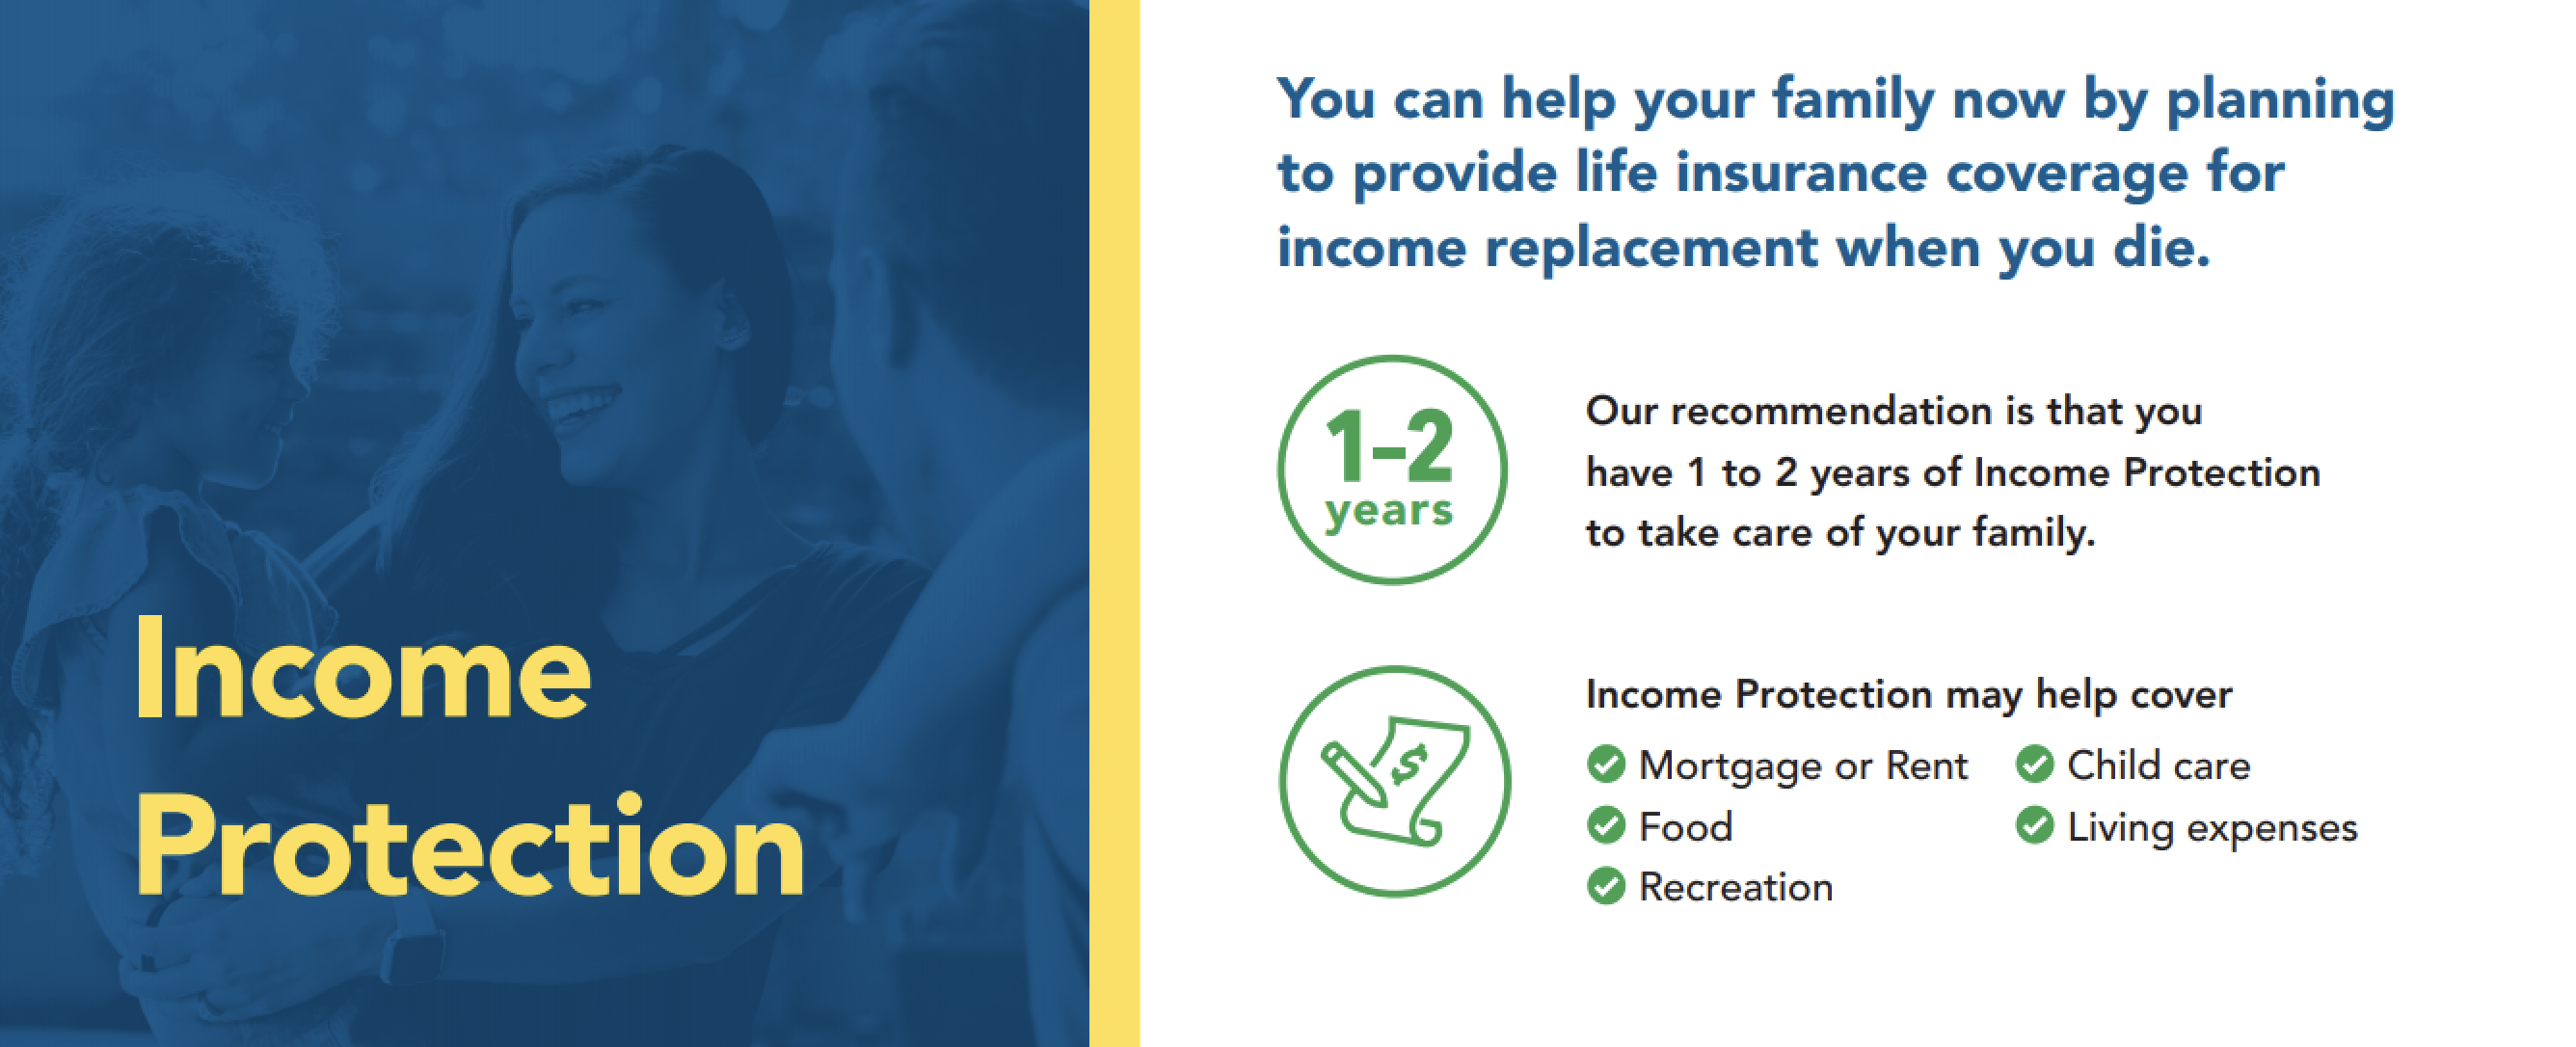 Income
Protection
You can help your family now by planning
to provide life insurance coverage for
income replacement when you die.
1–2
years
Our recommendation is that you
have 1 to 2 years of Income Protection
to take care of your family.
$
Income Protection may help cover
Mortgage or Rent
Food
Recreation
Child care
Living expenses